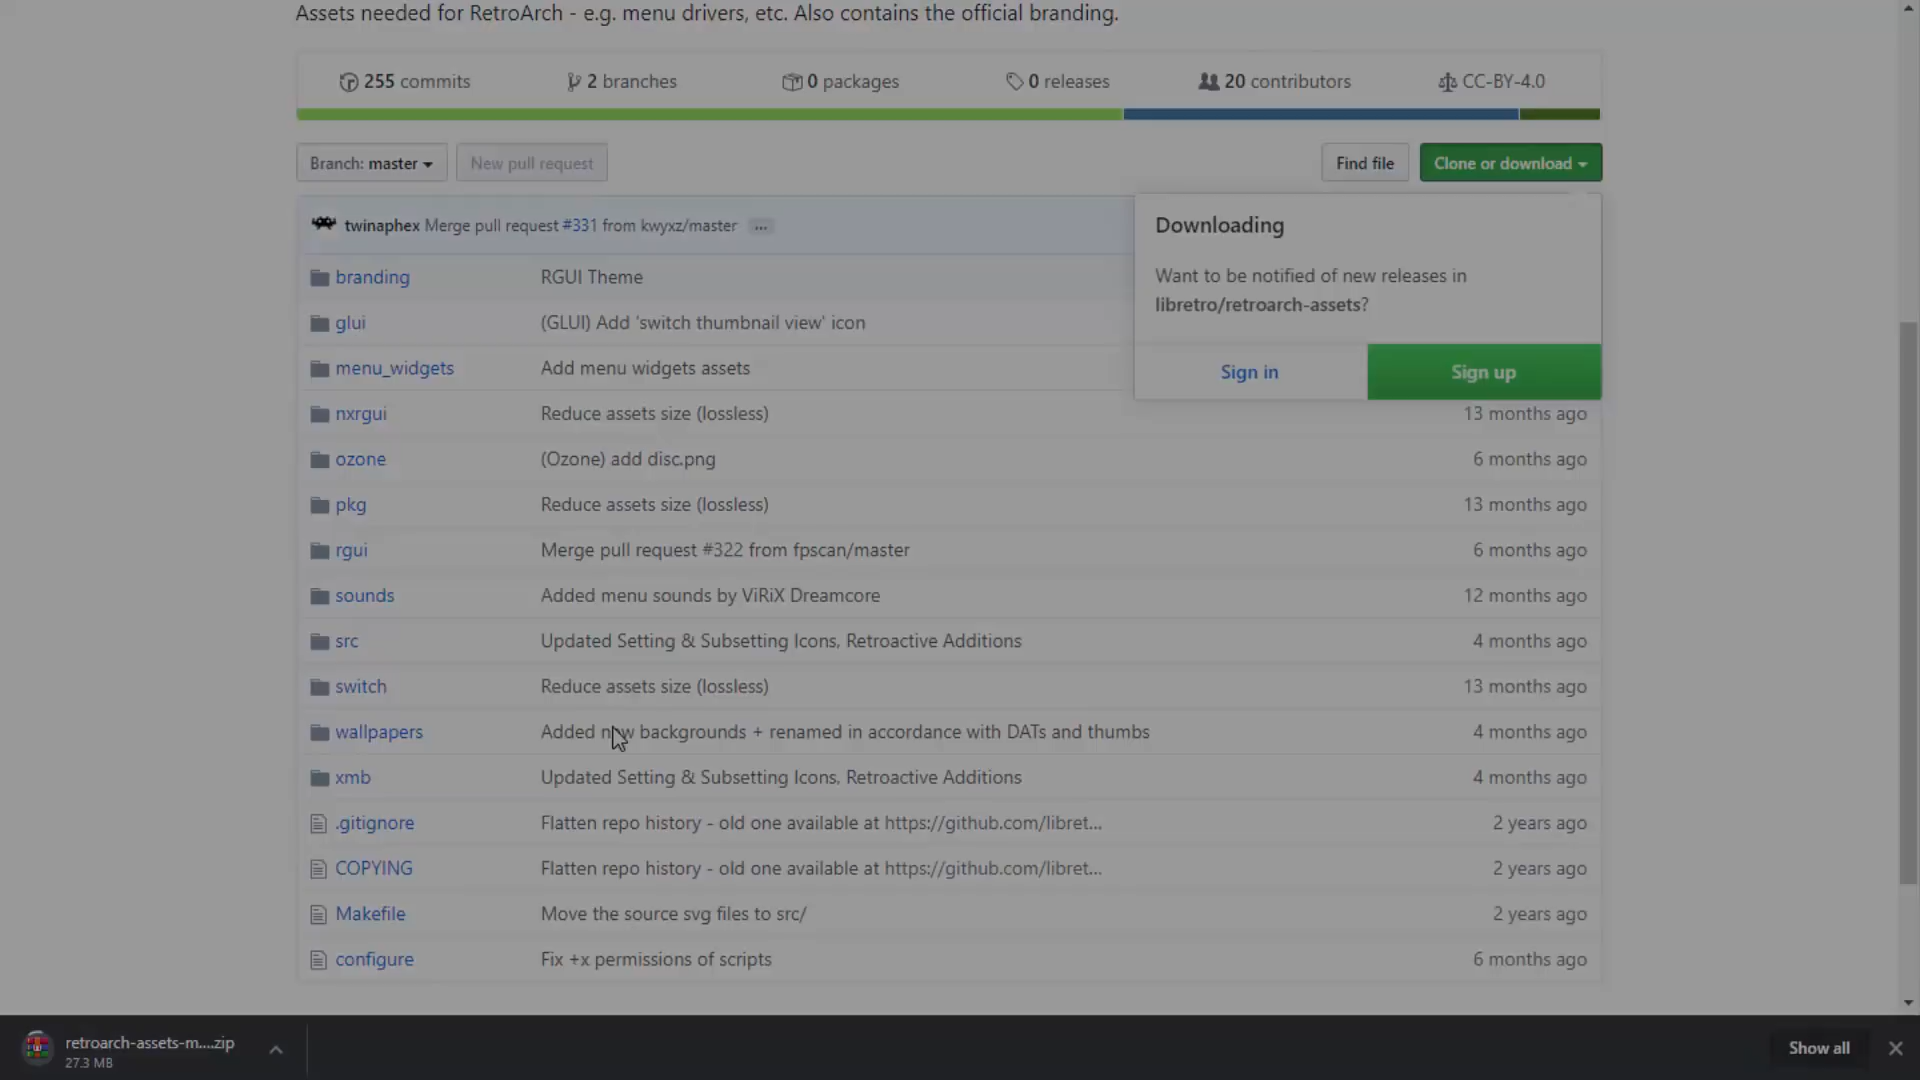 Assets needed for RetroArch - e.g. menu drivers, etc. Also contains the official branding.
255 commits 2 branches 0 packages 0 releases 20 contributors CC-BY-4.0
Branch: master New pull request Find file Clone or download
twinaphex Merge pull request #331 from kwyxz/master ...
Downloading
Want to be notified of new releases in
libretro/retroarch-assets?
Sign in Sign up
branding RGUI Theme
glui (GLUI) Add 'switch thumbnail view' icon
menu_widgets Add menu widgets assets
nxrgui Reduce assets size (lossless) 13 months ago
ozone (Ozone) add disc.png 6 months ago
pkg Reduce assets size (lossless) 13 months ago
rgui Merge pull request #322 from fpscan/master 6 months ago
sounds Added menu sounds by ViRiX Dreamcore 12 months ago
src Updated Setting & Subsetting Icons, Retroactive Additions 4 months ago
switch Reduce assets size (lossless) 13 months ago
wallpapers Added new backgrounds + renamed in accordance with DATs and thumbs 4 months ago
xmb Updated Setting & Subsetting Icons, Retroactive Additions 4 months ago
.gitignore Flatten repo history - old one available at https://github.com/libret... 2 years ago
COPYING Flatten repo history - old one available at https://github.com/libret... 2 years ago
Makefile Move the source svg files to src/ 2 years ago
configure Fix +x permissions of scripts 6 months ago
retroarch-assets-m....zip
27.3 MB
Show all